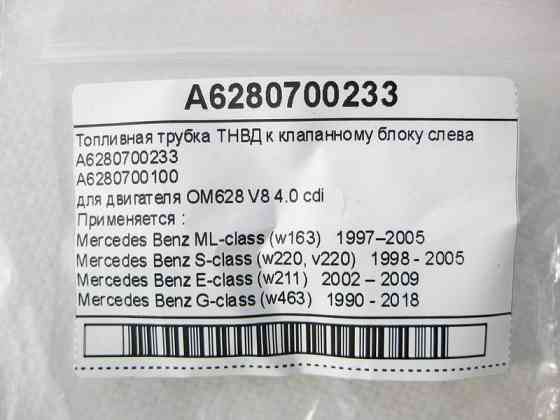 A6280700233
Топливная трубка ТНВД к клапанному блоку слева
A6280700233
A6280700100
для двигателя OM628 V8 4.0 cdi
Применяется :
Mercedes Benz ML-class (w163) 1997–2005
Mercedes Benz S-class (w220, v220) 1998 - 2005
Mercedes Benz E-class (w211) 2002 – 2009
Mercedes Benz G-class (w463) 1990 - 2018